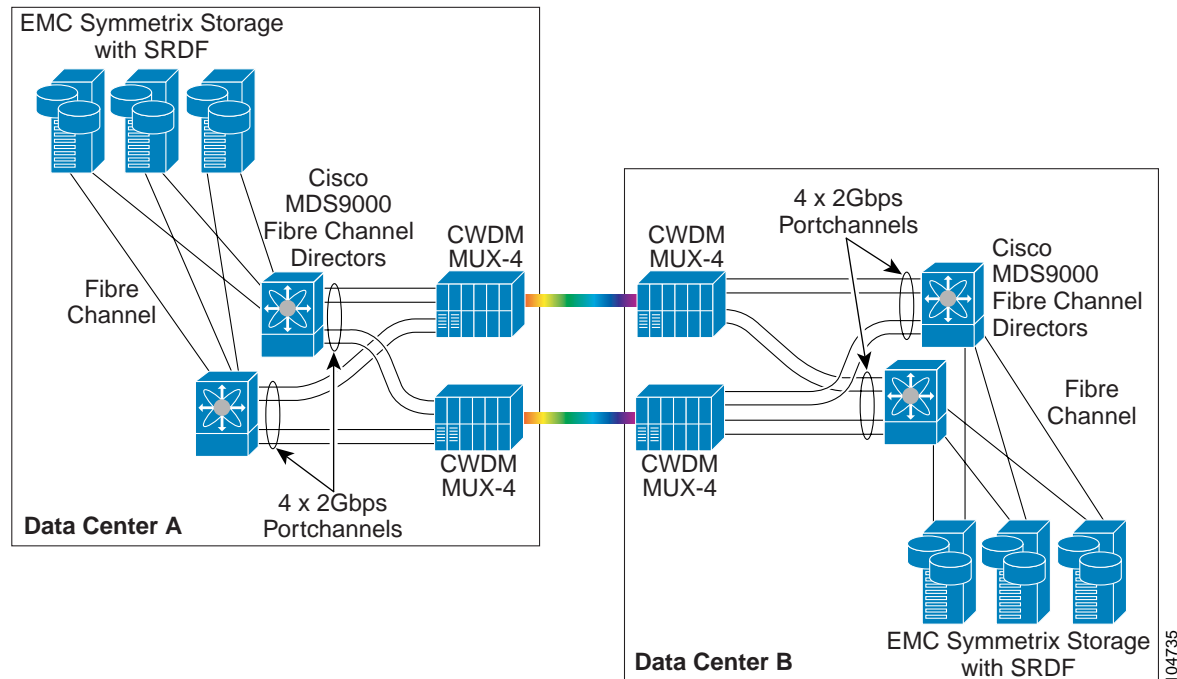 EMC Symmetrix Storage
with SRDF
Cisco
MDS9000
Fibre Channel
Directors
Fibre
Channel
CWDM
MUX-4
CWDM
MUX-4
4 x 2Gbps
Portchannels
Data Center A
CWDM
MUX-4
4 x 2Gbps
Portchannels
Cisco
MDS9000
Fibre Channel
Directors
Fibre
Channel
CWDM
MUX-4
EMC Symmetrix Storage
with SRDF
Data Center B
104735